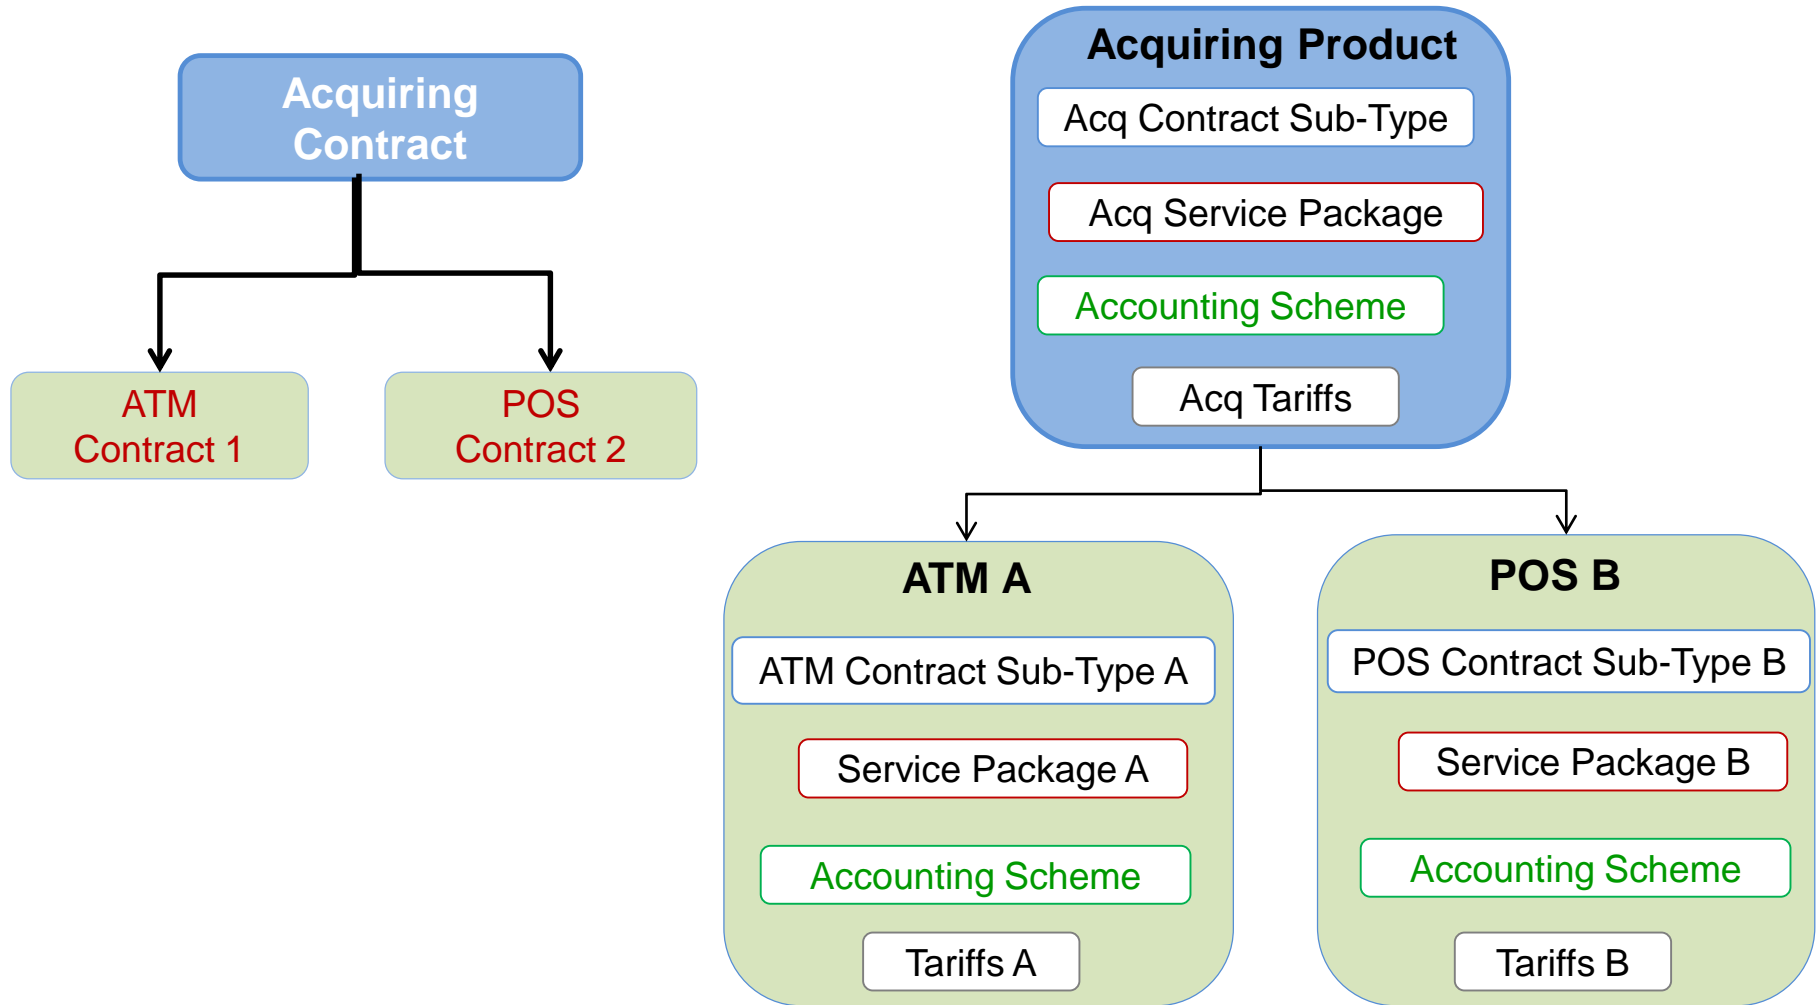 Acquiring
Contract
ATM
Contract 1
POS
Contract 2
Acquiring Product
Acq Contract Sub-Type
Acq Service Package
Accounting Scheme
Acq Tariffs
ATM A
ATM Contract Sub-Type A
Service Package A
Accounting Scheme
Tariffs A
POS B
POS Contract Sub-Type B
Service Package B
Accounting Scheme
Tariffs B